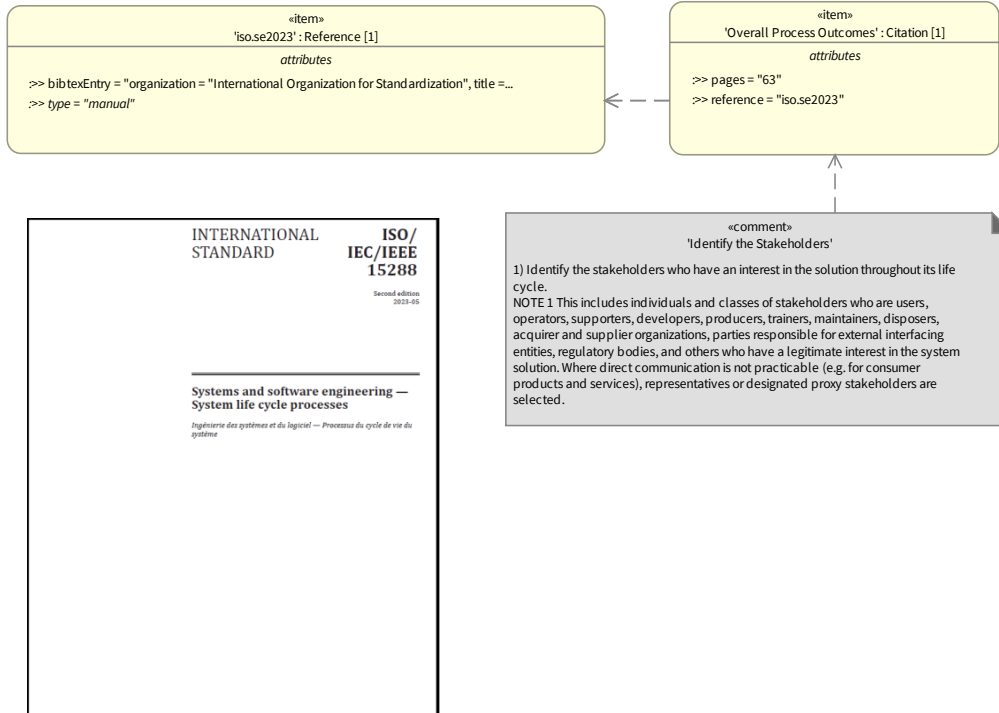 «item»
'iso.se2023' : Reference [1]
attributes
:>> bibtexEntry = "organization = "International Organization for Standardization", title =...
:>> type = "manual"
«item»
'Overall Process Outcomes' : Citation [1]
attributes
:>> pages = "63"
:>> reference = "iso.se2023"
INTERNATIONAL
STANDARD
ISO/
IEC/IEEE
15288
Second edition
2023-05
Systems and software engineering —
System life cycle processes
Ingénierie des systèmes et du logiciel — Processus du cycle de vie du
système
«comment»
'Identify the Stakeholders'
1) Identify the stakeholders who have an interest in the solution throughout its life
cycle.
NOTE 1 This includes individuals and classes of stakeholders who are users,
operators, supporters, developers, producers, trainers, maintainers, disposers,
acquirer and supplier organizations, parties responsible for external interfacing
entities, regulatory bodies, and others who have a legitimate interest in the system
solution. Where direct communication is not practicable (e.g. for consumer
products and services), representatives or designated proxy stakeholders are
selected.